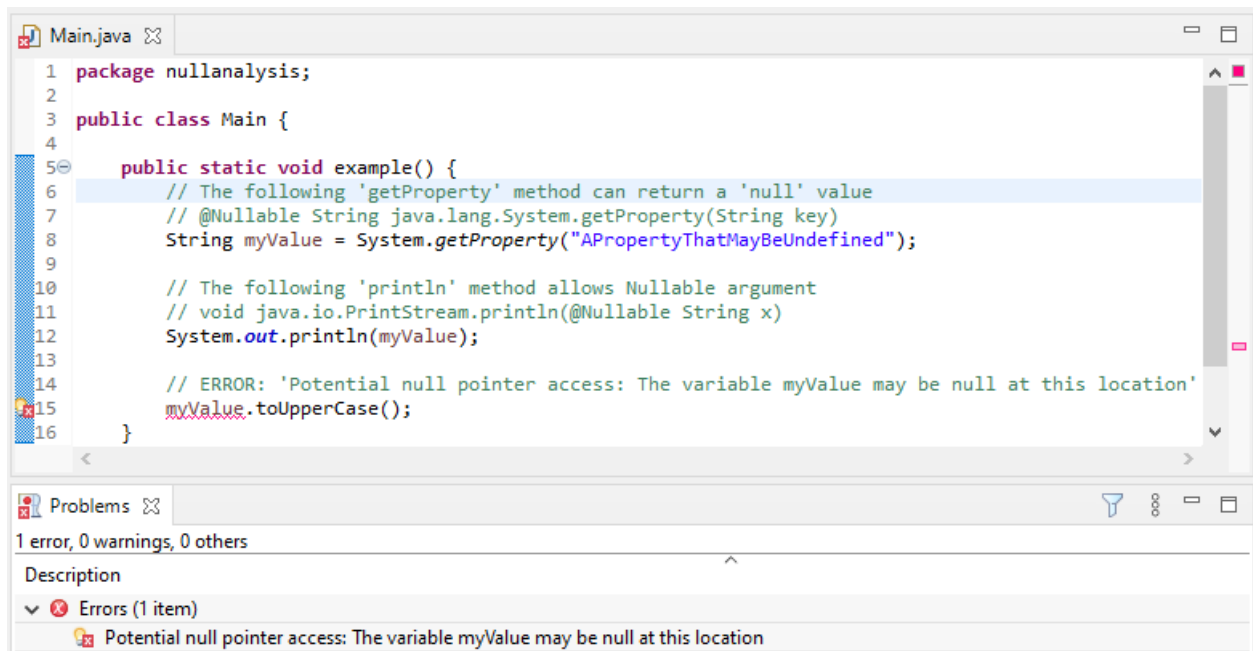 Main.java
1 package nullanalysis;
2
3 public class Main {
4
5 public static void example() {
6 // The following 'getProperty' method can return a 'null' value
7 // @Nullable String java.lang.System.getProperty(String key)
8 String myValue = System.getProperty("APropertyThatMayBeUndefined");
9
10 // The following 'println' method allows Nullable argument
11 // void java.io.PrintStream.println(@Nullable String x)
12 System.out.println(myValue);
13
14 // ERROR: 'Potential null pointer access: The variable myValue may be null at this location'
15 myValue.toUpperCase();
16 }
Problems
1 error, 0 warnings, 0 others
Description
Errors (1 item)
Potential null pointer access: The variable myValue may be null at this location